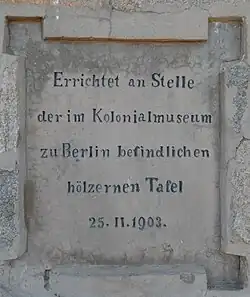 Errichtet an Stelle
der im Kolonialmuseum
zu Berlin befindlichen
hölzernen Tafel
25. II. 1903.